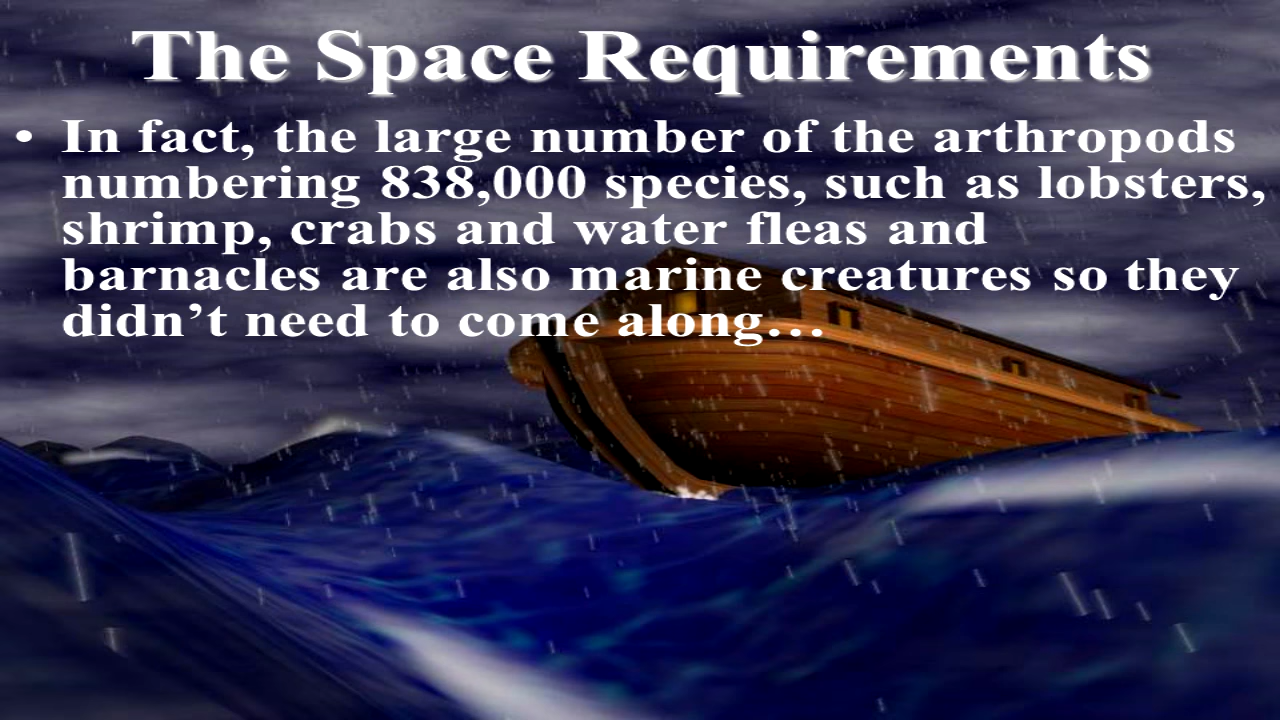 The Space Requirements
• In fact, the large number of the arthropods
numbering 838,000 species, such as lobsters,
shrimp, crabs and water fleas and
barnacles are also marine creatures so they
didn’t need to come along…